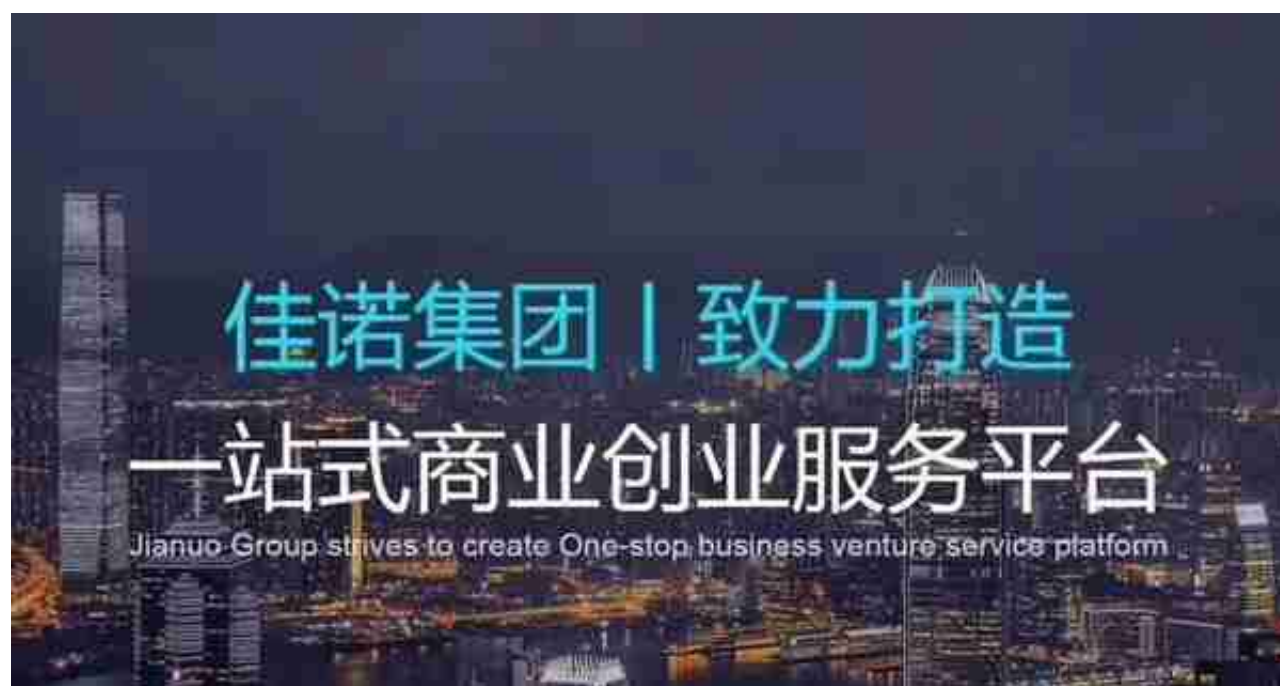 佳诺集团丨致力打造
一站式商业创业服务平台
Jianuo Group strives to create One-stop business venture service platform